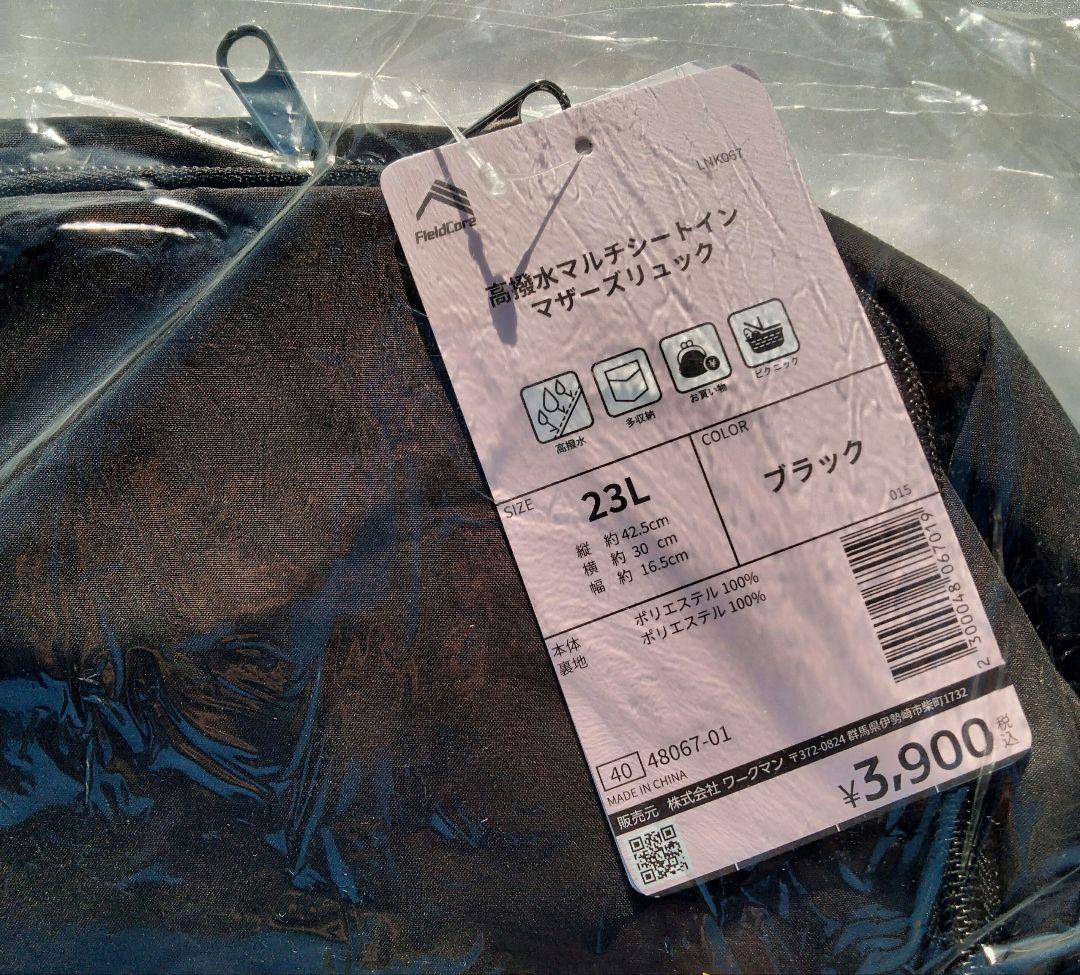 LNK067
FieldCore
高撥水マルチシートイン
マザーズリュック
高撥水
多収納
お買い物
ピクニック
SIZE
23L
縦 約 42.5cm
横 約 30 cm
幅 約 16.5cm
COLOR
ブラック
015
本体 ポリエステル 100%
裏地 ポリエステル 100%
2300048067019
40 48067-01
MADE IN CHINA
販売元 株式会社 ワークマン 〒372-0824 群馬県伊勢崎市柴町1732
¥3,900 税込